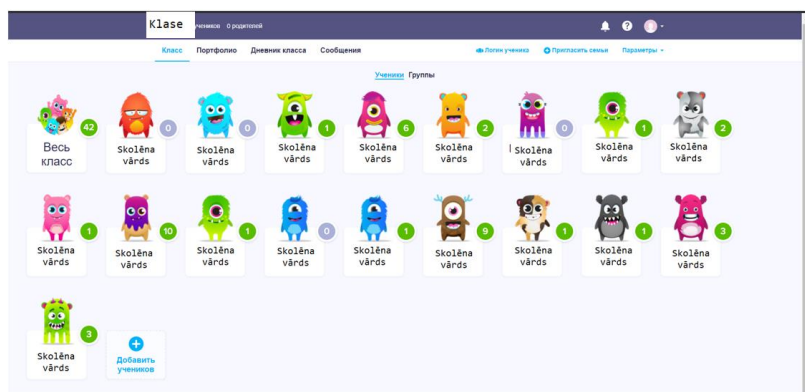 Klase учеников 0 родителей
Класс Портфолио Дневник класса Сообщения Логин ученика Пригласить семьи Параметры
Ученики Группы
42 0 0 1 6 2 0 1 2
Весь класс
Skolēna vārds
Skolēna vārds
Skolēna vārds
Skolēna vārds
Skolēna vārds
Skolēna vārds
Skolēna vārds
Skolēna vārds
1 10 1 0 1 9 1 1 3
Skolēna vārds
Skolēna vārds
Skolēna vārds
Skolēna vārds
Skolēna vārds
Skolēna vārds
Skolēna vārds
Skolēna vārds
Skolēna vārds
3
Skolēna vārds
Добавить учеников